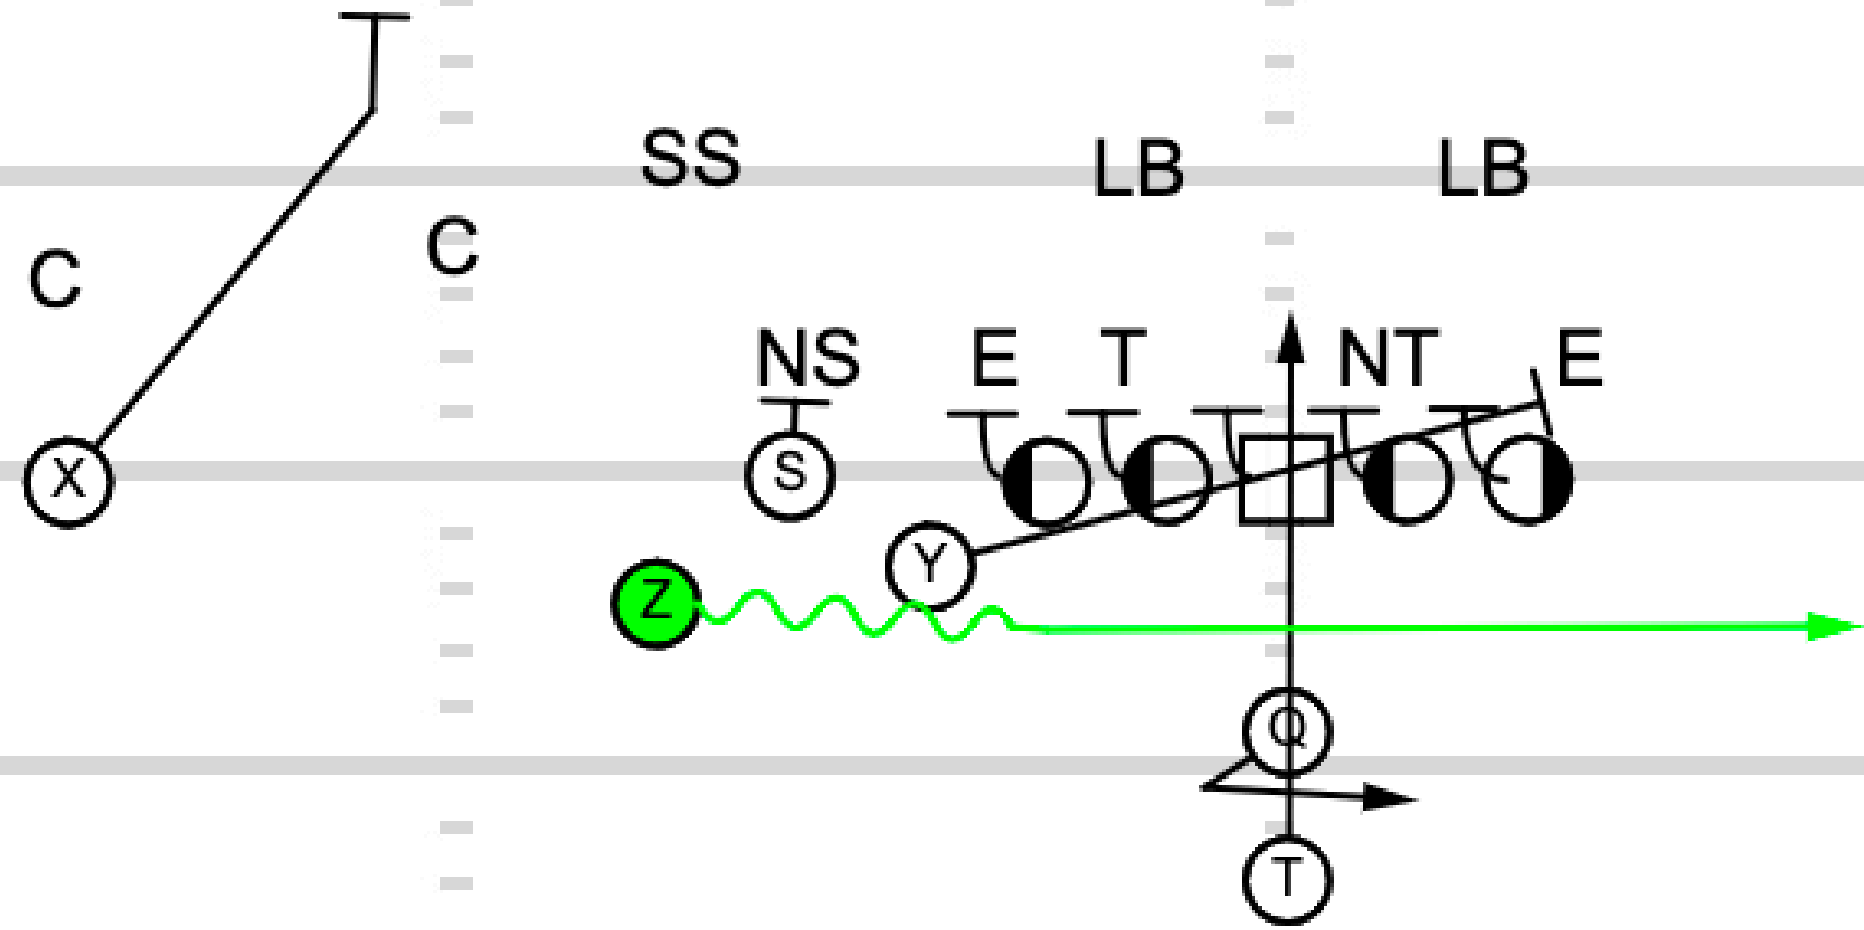 SS LB LB
C C
NS E T NT E
X S
Y
Z
Q
T